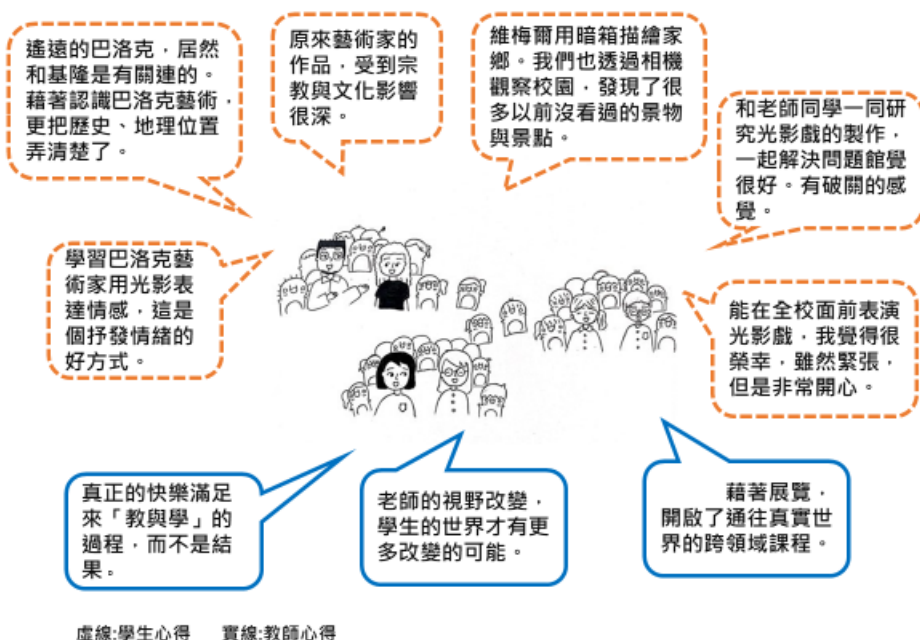 遙遠的巴洛克，居然
和基隆是有關連的。
藉著認識巴洛克藝術，
更把歷史、地理位置
弄清楚了。
原來藝術家的
作品，受到宗
教與文化影響
很深。
維梅爾用暗箱描繪家
鄉。我們也透過相機
觀察校園，發現了很
多以前沒看過的景物
與景點。
和老師同學一同研
究光影戲的製作，
一起解決問題館覺
很好。有破關的感
覺。
學習巴洛克藝
術家用光影表
達情感，這是
個抒發情緒的
好方式。
能在全校面前表演
光影戲，我覺得很
榮幸，雖然緊張，
但是非常開心。
真正的快樂滿足
來「教與學」的
過程，而不是結
果。
老師的視野改變，
學生的世界才有更
多改變的可能。
藉著展覽，
開啟了通往真實世
界的跨領域課程。
虛線:學生心得 實線:教師心得